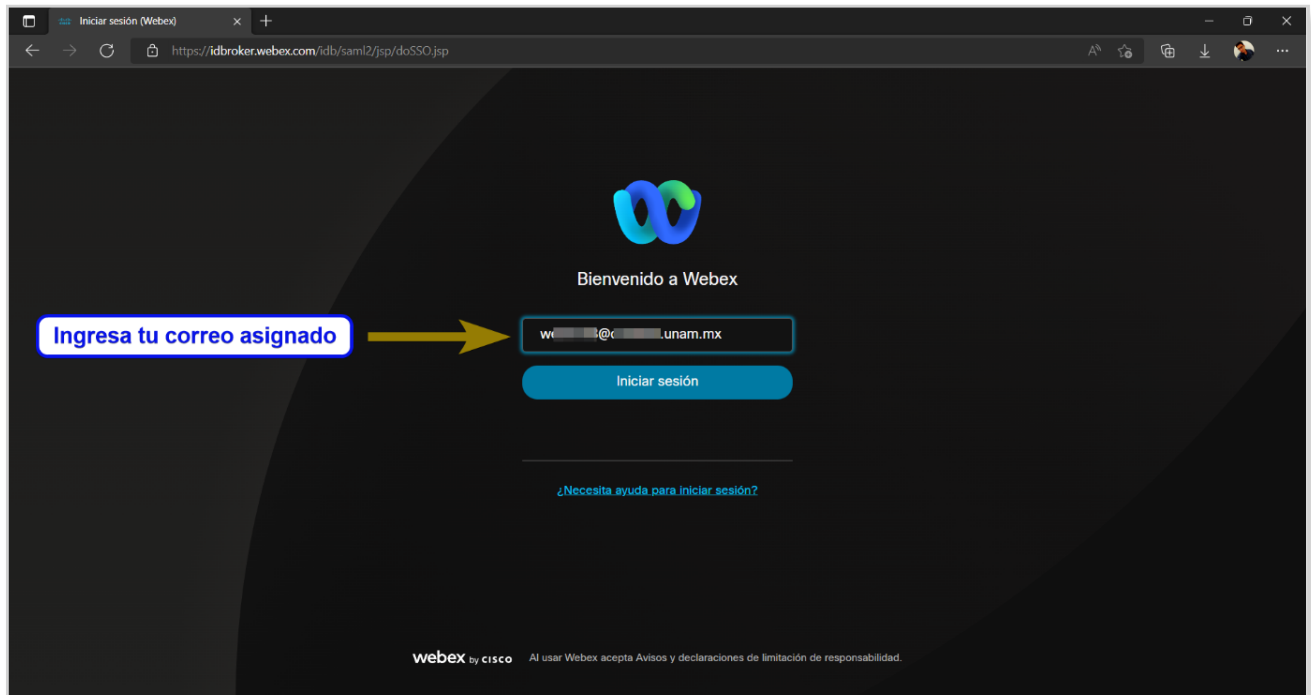 Iniciar sesión (Webex)
https://idbroker.webex.com/idb/saml2/jsp/doSSO.jsp
Bienvenido a Webex
Ingresa tu correo asignado
.unam.mx
Iniciar sesión
¿Necesita ayuda para iniciar sesión?
webex by CISCO Al usar Webex acepta Avisos y declaraciones de limitación de responsabilidad.